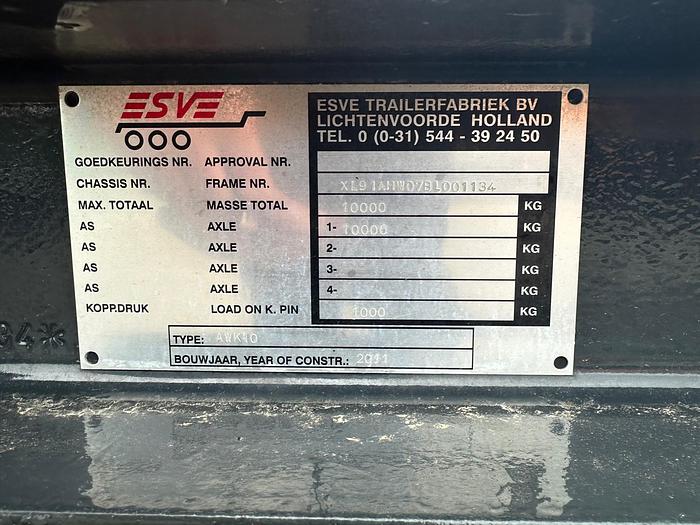 ESVE
ESVE TRAILERFABRIEK BV
LICHTENVOORDE HOLLAND
TEL. 0 (0-31) 544 - 39 24 50
GOEDKEURINGS NR. APPROVAL NR.
CHASSIS NR. FRAME NR.
MAX. TOTAAL MASSE TOTAL 10000 KG
AS AXLE 1- 10000 KG
AS AXLE 2- KG
AS AXLE 3- KG
AS AXLE 4- KG
KOPP.DRUK LOAD ON K. PIN 1000 KG
TYPE: AWK10
BOUWJAAR, YEAR OF CONSTR.: 2011
34*